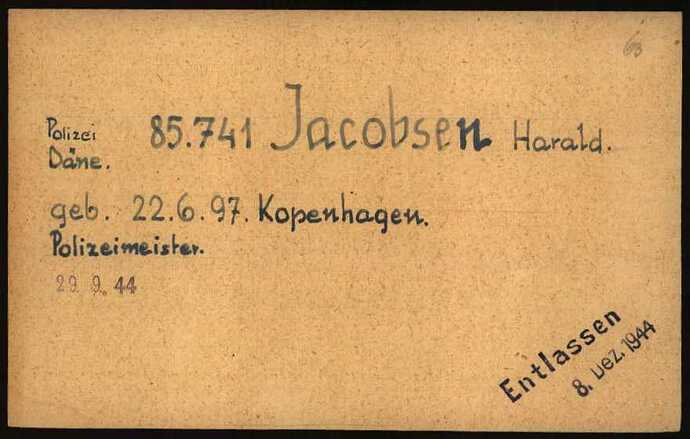 63
Polizei 85.741 Jacobsen Harald.
Däne.
geb. 22.6.97. Kopenhagen.
Polizeimeister.
29. 9. 44
Entlassen
8. Dez. 1944